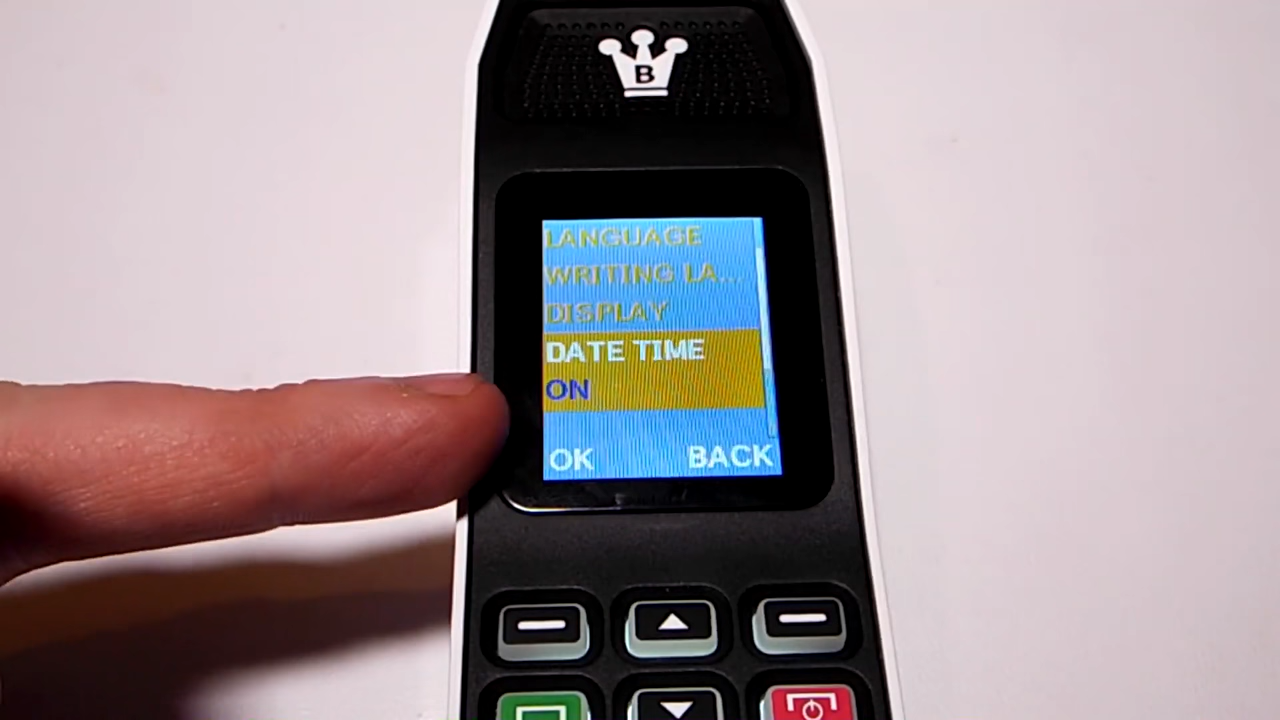 B
LANGUAGE
WRITING LA...
DISPLAY
DATE TIME
ON
OK BACK